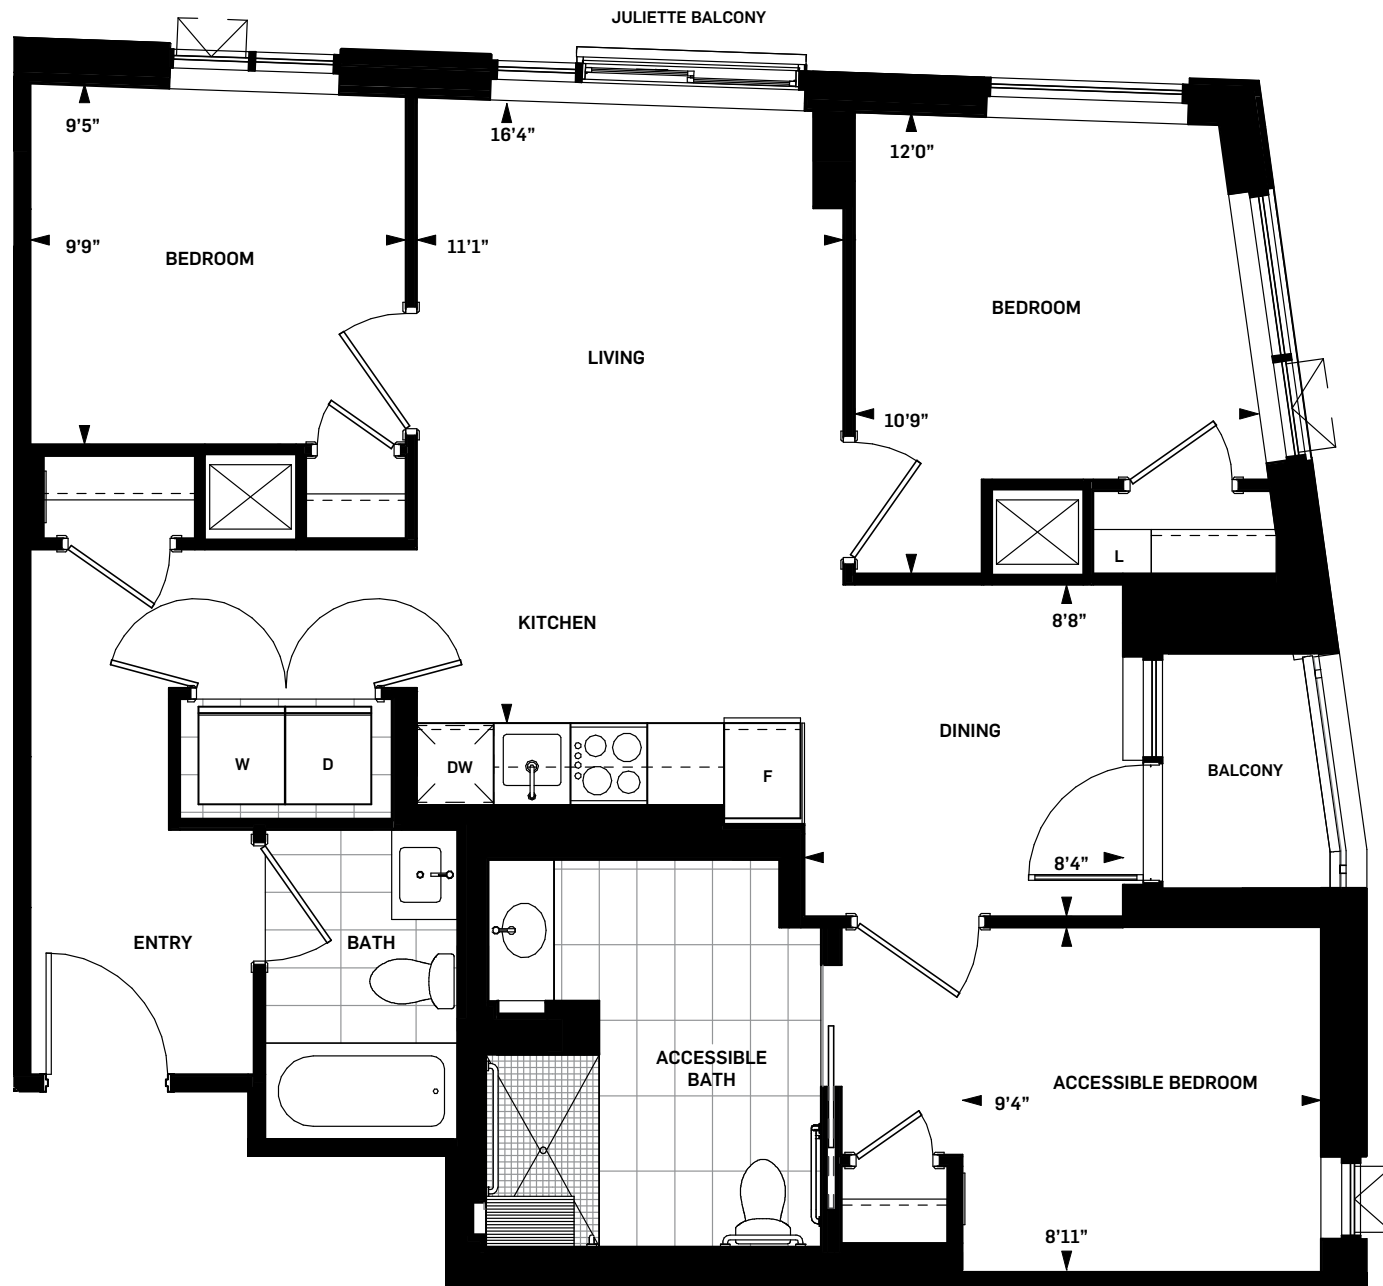 JULIETTE BALCONY
9'5"
16'4"
12'0"
9'9"
11'1"
BEDROOM
BEDROOM
LIVING
10'9"
L
KITCHEN
8'8"
DINING
W
D
DW
F
BALCONY
8'4"
ENTRY
BATH
ACCESSIBLE
BATH
ACCESSIBLE BEDROOM
9'4"
8'11"